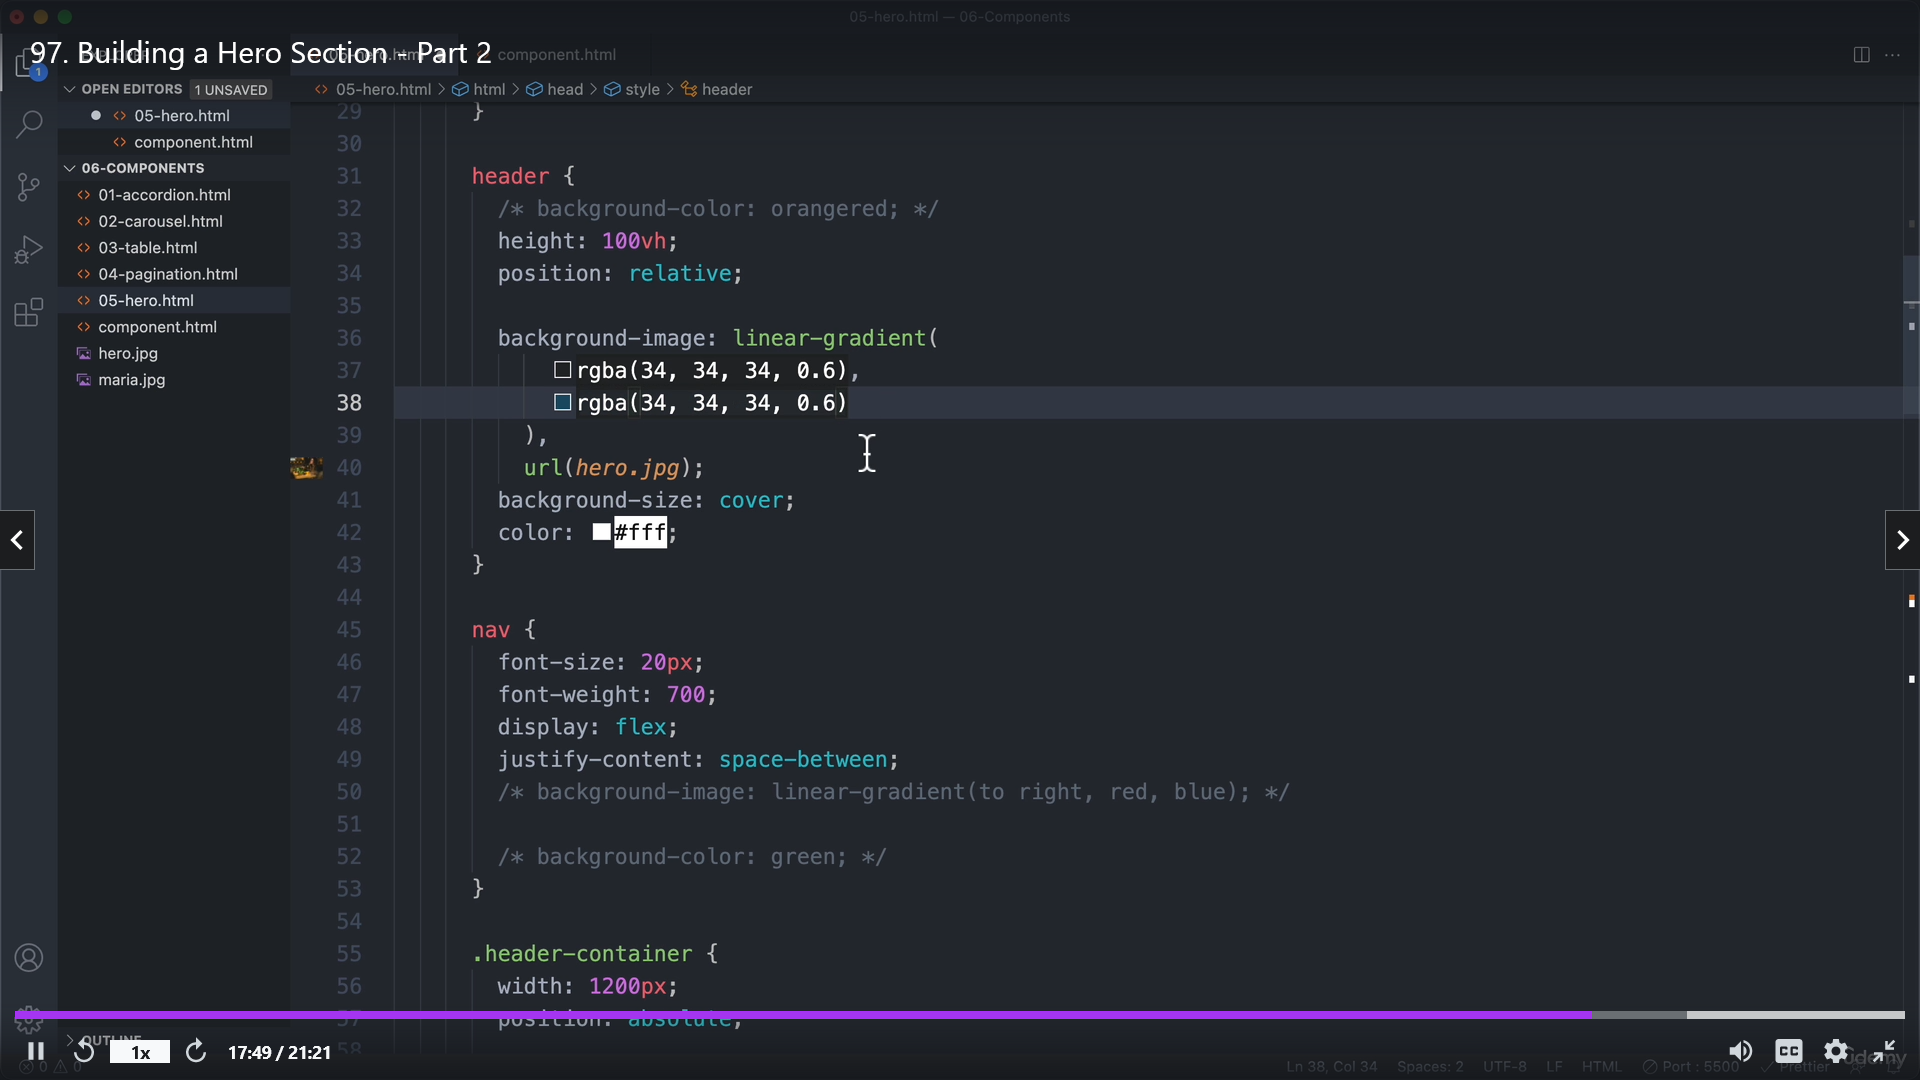 05-hero.html — 06-Components
97. Building a Hero Section - Part 2
component.html
OPEN EDITORS 1 UNSAVED
05-hero.html > html > head > style > header
05-hero.html
component.html
06-COMPONENTS
01-accordion.html
02-carousel.html
03-table.html
04-pagination.html
05-hero.html
component.html
hero.jpg
maria.jpg
OUTLINE
1
29 }
30
31 header {
32 /* background-color: orangered; */
33 height: 100vh;
34 position: relative;
35
36 background-image: linear-gradient(
37 rgba(34, 34, 34, 0.6),
38 rgba(34, 34, 34, 0.6)
39 ),
40 url(hero.jpg);
41 background-size: cover;
42 color: #fff;
43 }
44
45 nav {
46 font-size: 20px;
47 font-weight: 700;
48 display: flex;
49 justify-content: space-between;
50 /* background-image: linear-gradient(to right, red, blue); */
51
52 /* background-color: green; */
53 }
54
55 .header-container {
56 width: 1200px;
57 position: absolute;
58
1x
17:49 / 21:21
CC
0 0
Ln 38, Col 34 Spaces: 2 UTF-8 LF HTML Port : 5500 Prettier
udemy